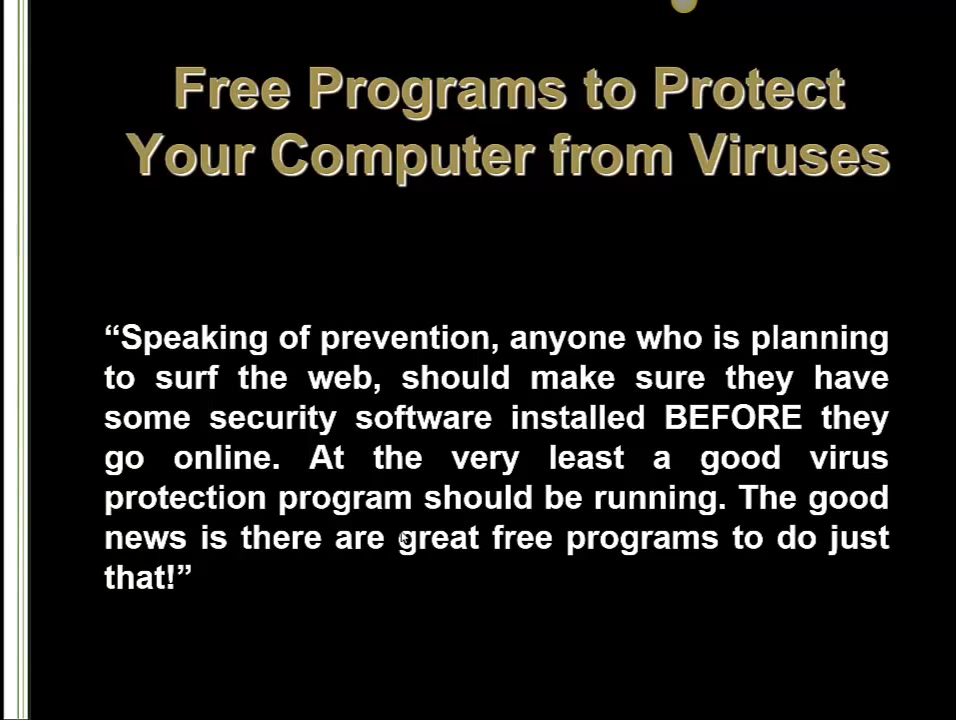 Free Programs to Protect
Your Computer from Viruses
“Speaking of prevention, anyone who is planning
to surf the web, should make sure they have
some security software installed BEFORE they
go online. At the very least a good virus
protection program should be running. The good
news is there are great free programs to do just
that!”